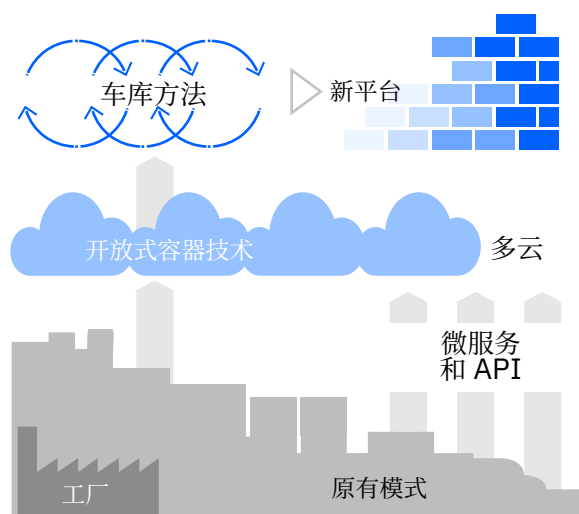 车库方法
新平台
开放式容器技术
多云
微服务
和 API
原有模式
工厂